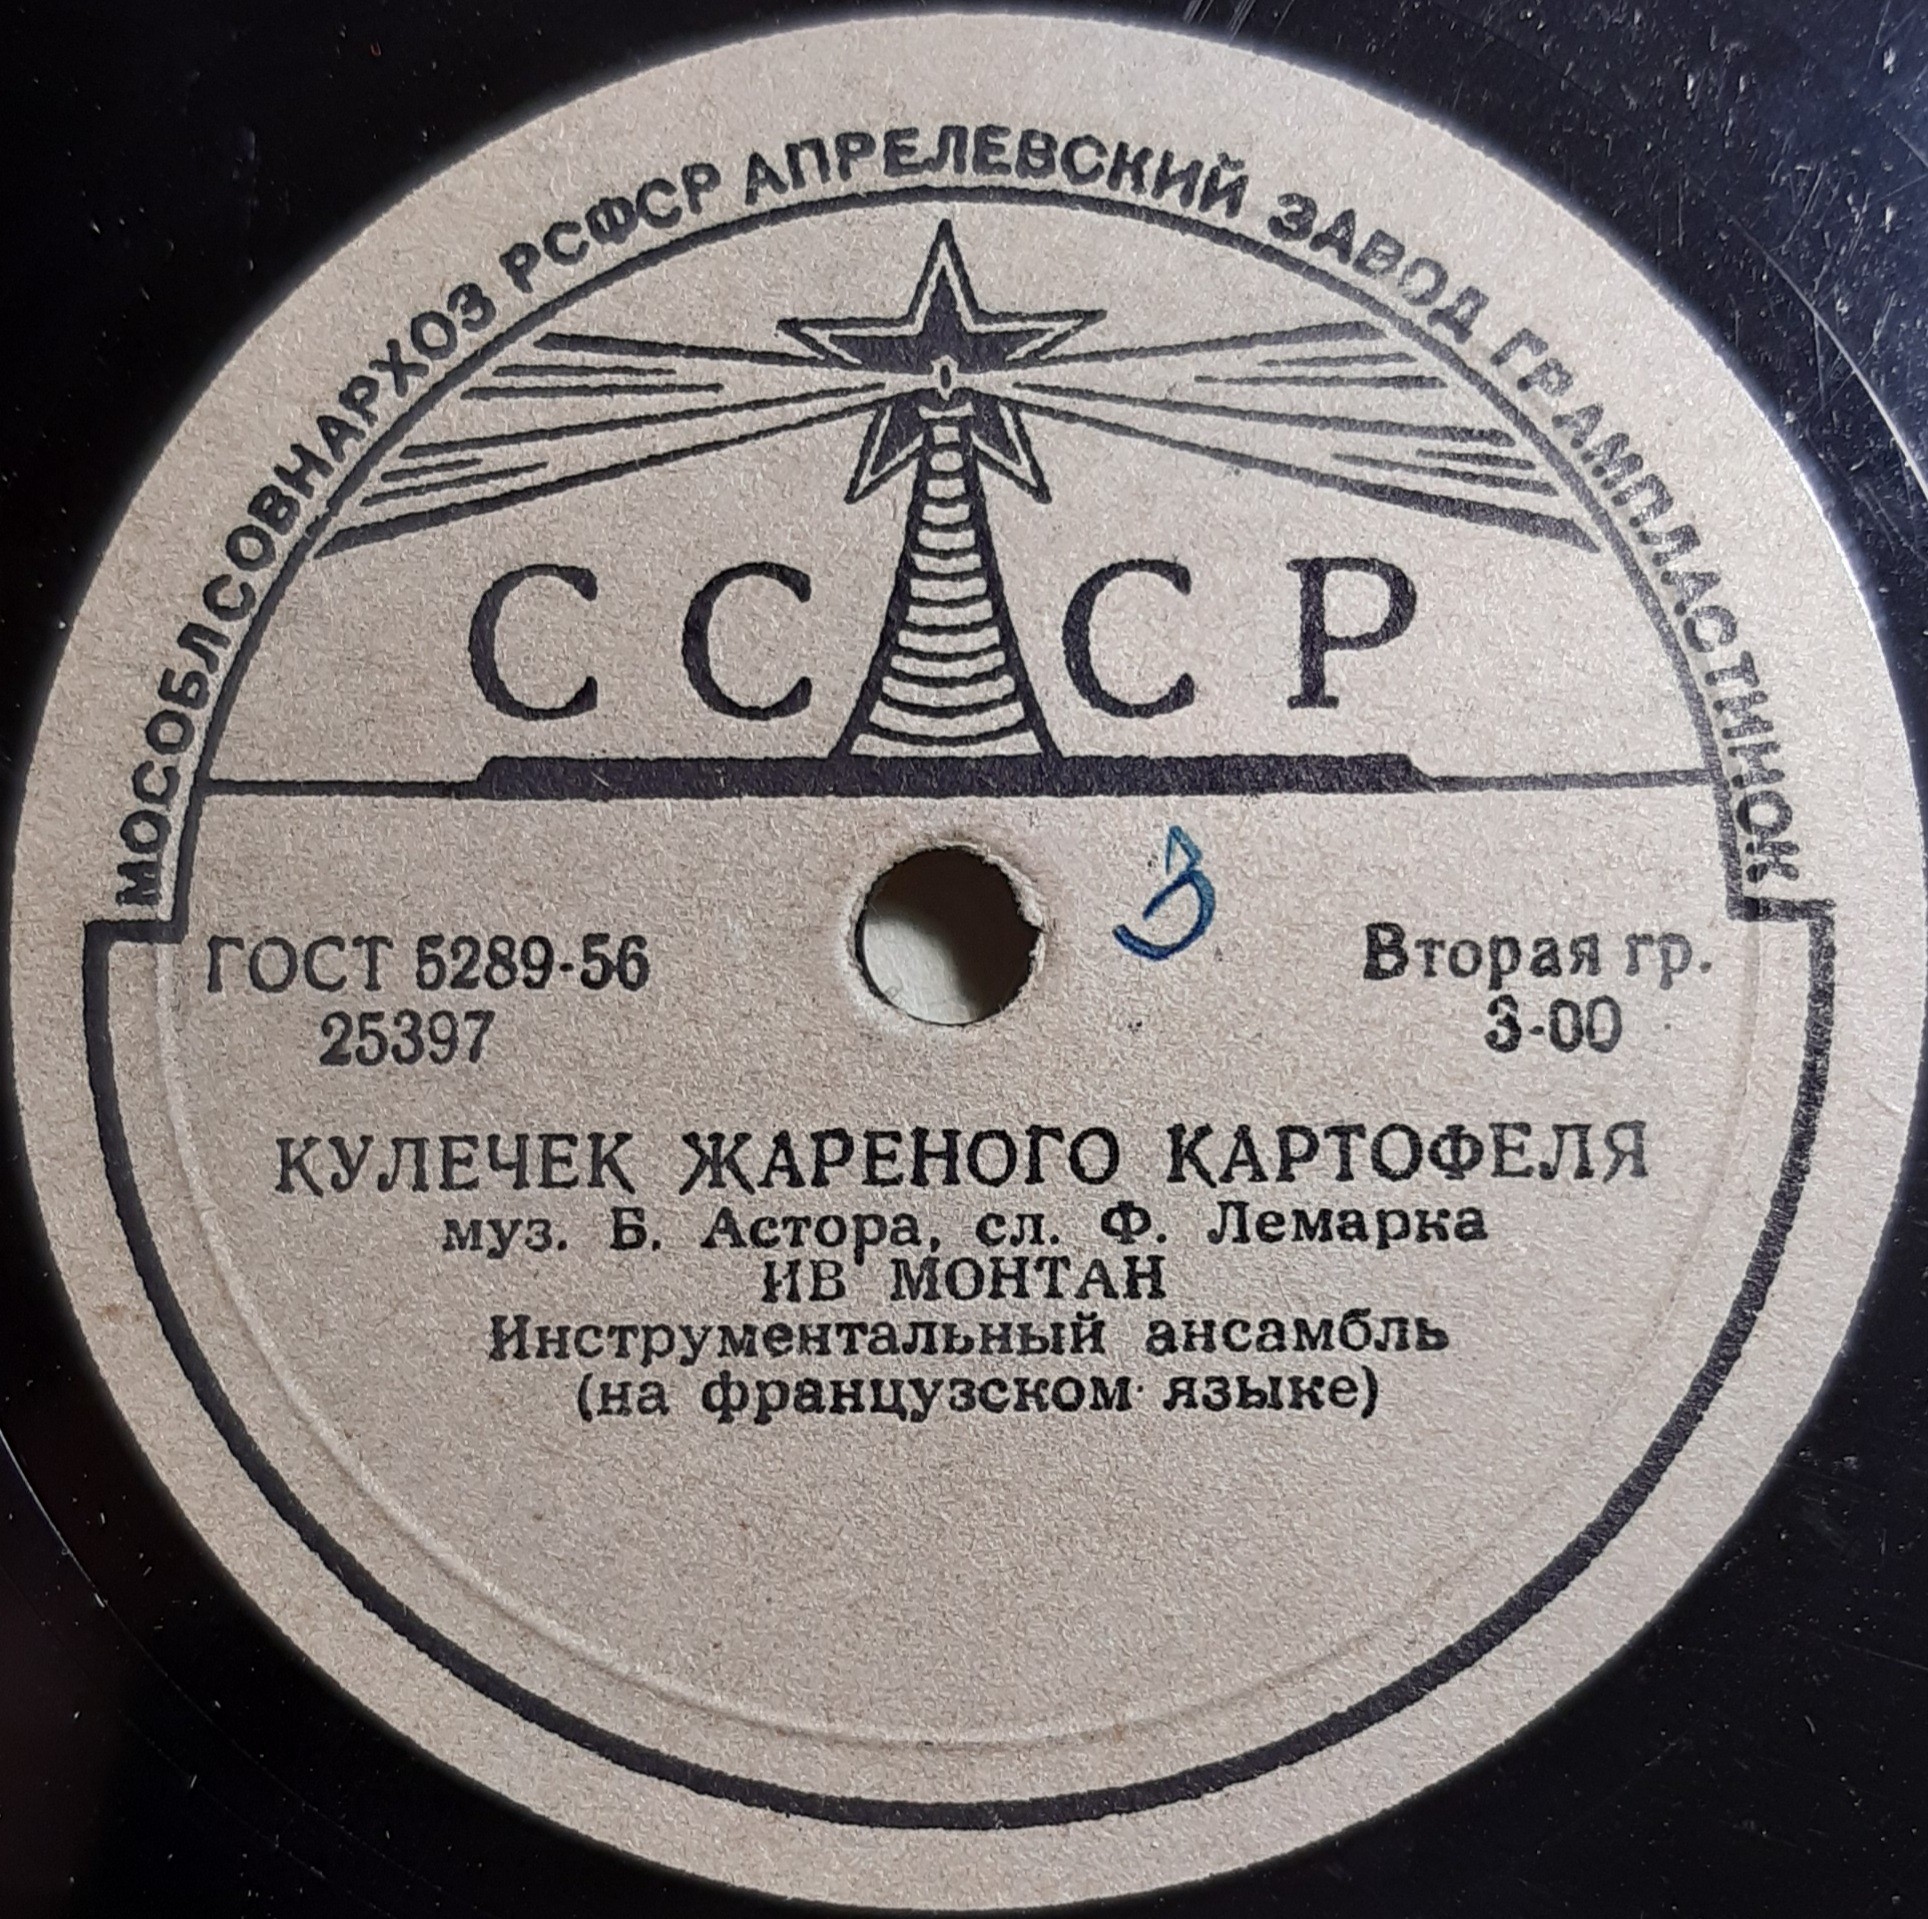 МОСОБЛСОВНАРХОЗ РСФСР АПРЕЛЕВСКИЙ ЗАВОД ГРАМПЛАСТИНОК
СССР
3
ГОСТ 5289-56 Вторая гр.
25397 3-00
КУЛЕЧЕК ЖАРЕНОГО КАРТОФЕЛЯ
муз. Б. Астора, сл. Ф. Лемарка
ИВ МОНТАН
Инструментальный ансамбль
(на французском языке)